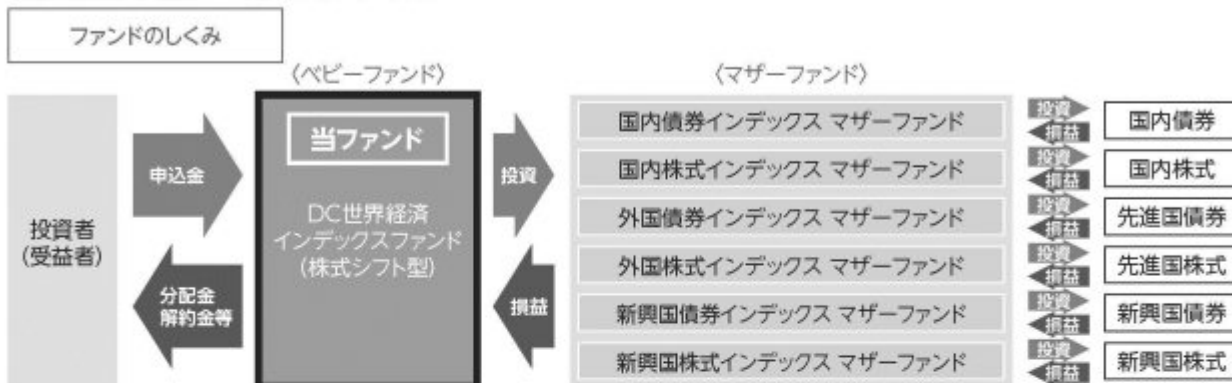 ファンドのしくみ
〈ベビーファンド〉
〈マザーファンド〉
投資者
(受益者)
申込金
分配金
解約金等
当ファンド
DC世界経済
インデックスファンド
(株式シフト型)
投資
損益
国内債券インデックス マザーファンド
投資
損益
国内債券
国内株式インデックス マザーファンド
投資
損益
国内株式
外国債券インデックス マザーファンド
投資
損益
先進国債券
外国株式インデックス マザーファンド
投資
損益
先進国株式
新興国債券インデックス マザーファンド
投資
損益
新興国債券
新興国株式インデックス マザーファンド
投資
損益
新興国株式